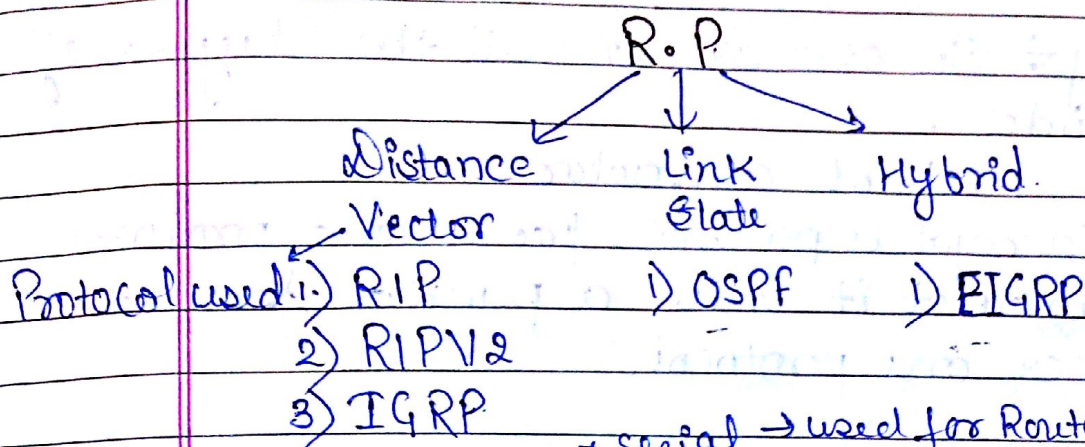 R.P.
Distance Link Hybrid.
Vector State
Protocol used :1.) RIP 1) OSPF 1) EIGRP
2) RIPV2
3) IGRP
serial → used for Rout